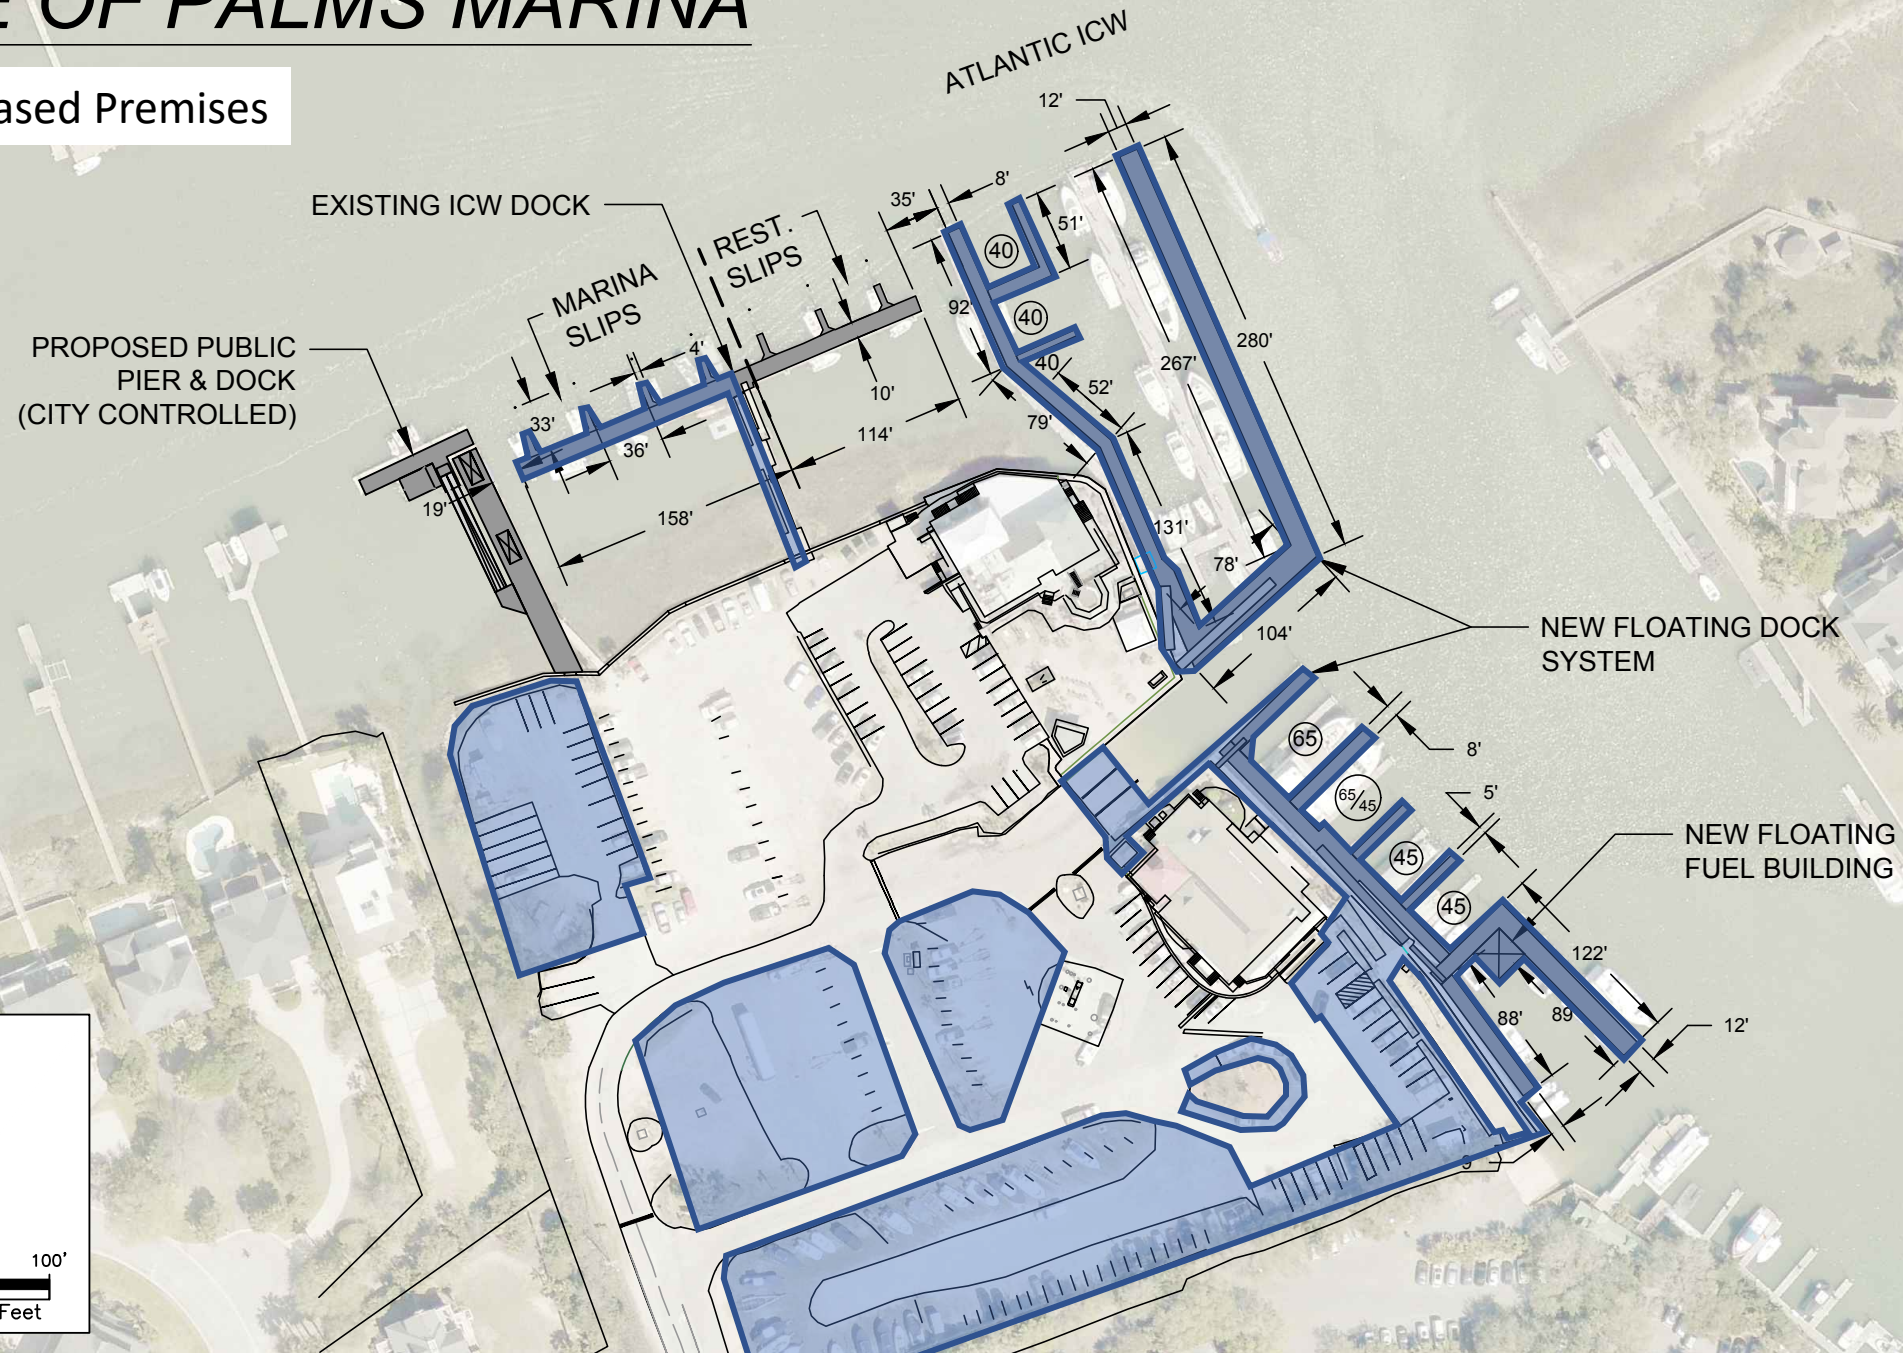 E OF PALMS MARINA
ased Premises
ATLANTIC ICW
12'
EXISTING ICW DOCK
35'
8'
REST.
SLIPS
51'
40
MARINA
SLIPS
92'
40
PROPOSED PUBLIC
PIER & DOCK
(CITY CONTROLLED)
4'
40
267'
280'
10'
52'
33'
36'
114'
79'
19'
158'
131'
78'
104'
NEW FLOATING DOCK
SYSTEM
65
8'
65/45
5'
45
NEW FLOATING
FUEL BUILDING
45
122'
88'
89
12'
9
100'
Feet